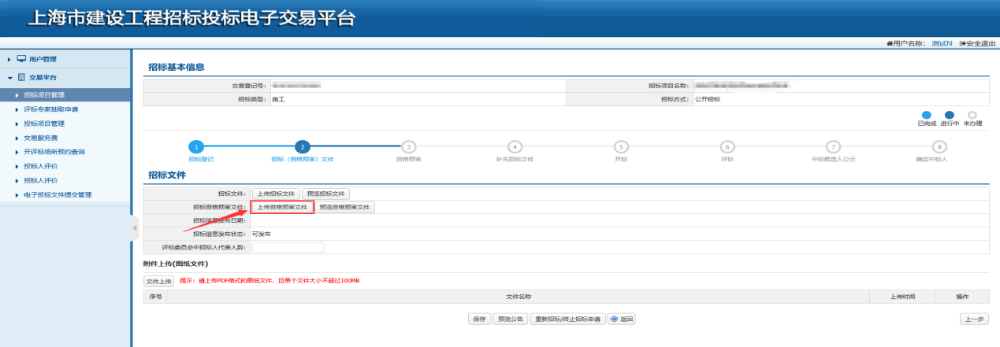 上海市建设工程招标投标电子交易平台
用户名称： 测试N 安全退出
用户管理
交易平台
招标项目管理
评标专家抽取申请
投标项目管理
交易服务费
开评标场所预约查询
投标人评价
招标人评价
电子投标文件提交管理
招标基本信息
交易登记号： 招标项目名称：
招标类型： 施工 招标方式： 公开招标
已完成 进行中 未办理
1 2 3 4 5 6 7 8
招标登记 招标（资格预审）文件 资格预审 补充招标文件 开标 评标 中标候选人公示 确定中标人
招标文件
招标文件： 上传招标文件 预览招标文件
招标资格预审文件： 上传资格预审文件 预览资格预审文件
招标信息发布日期：
招标信息发布状态： 可发布
评标委员会中招标人代表人数：
附件上传(图纸文件)
文件上传 提示：请上传PDF格式的图纸文件，且单个文件大小不超过100MB
序号 文件名称 上传时间 操作
保存 预览公告 重新招标/终止招标申请 返回 上一步